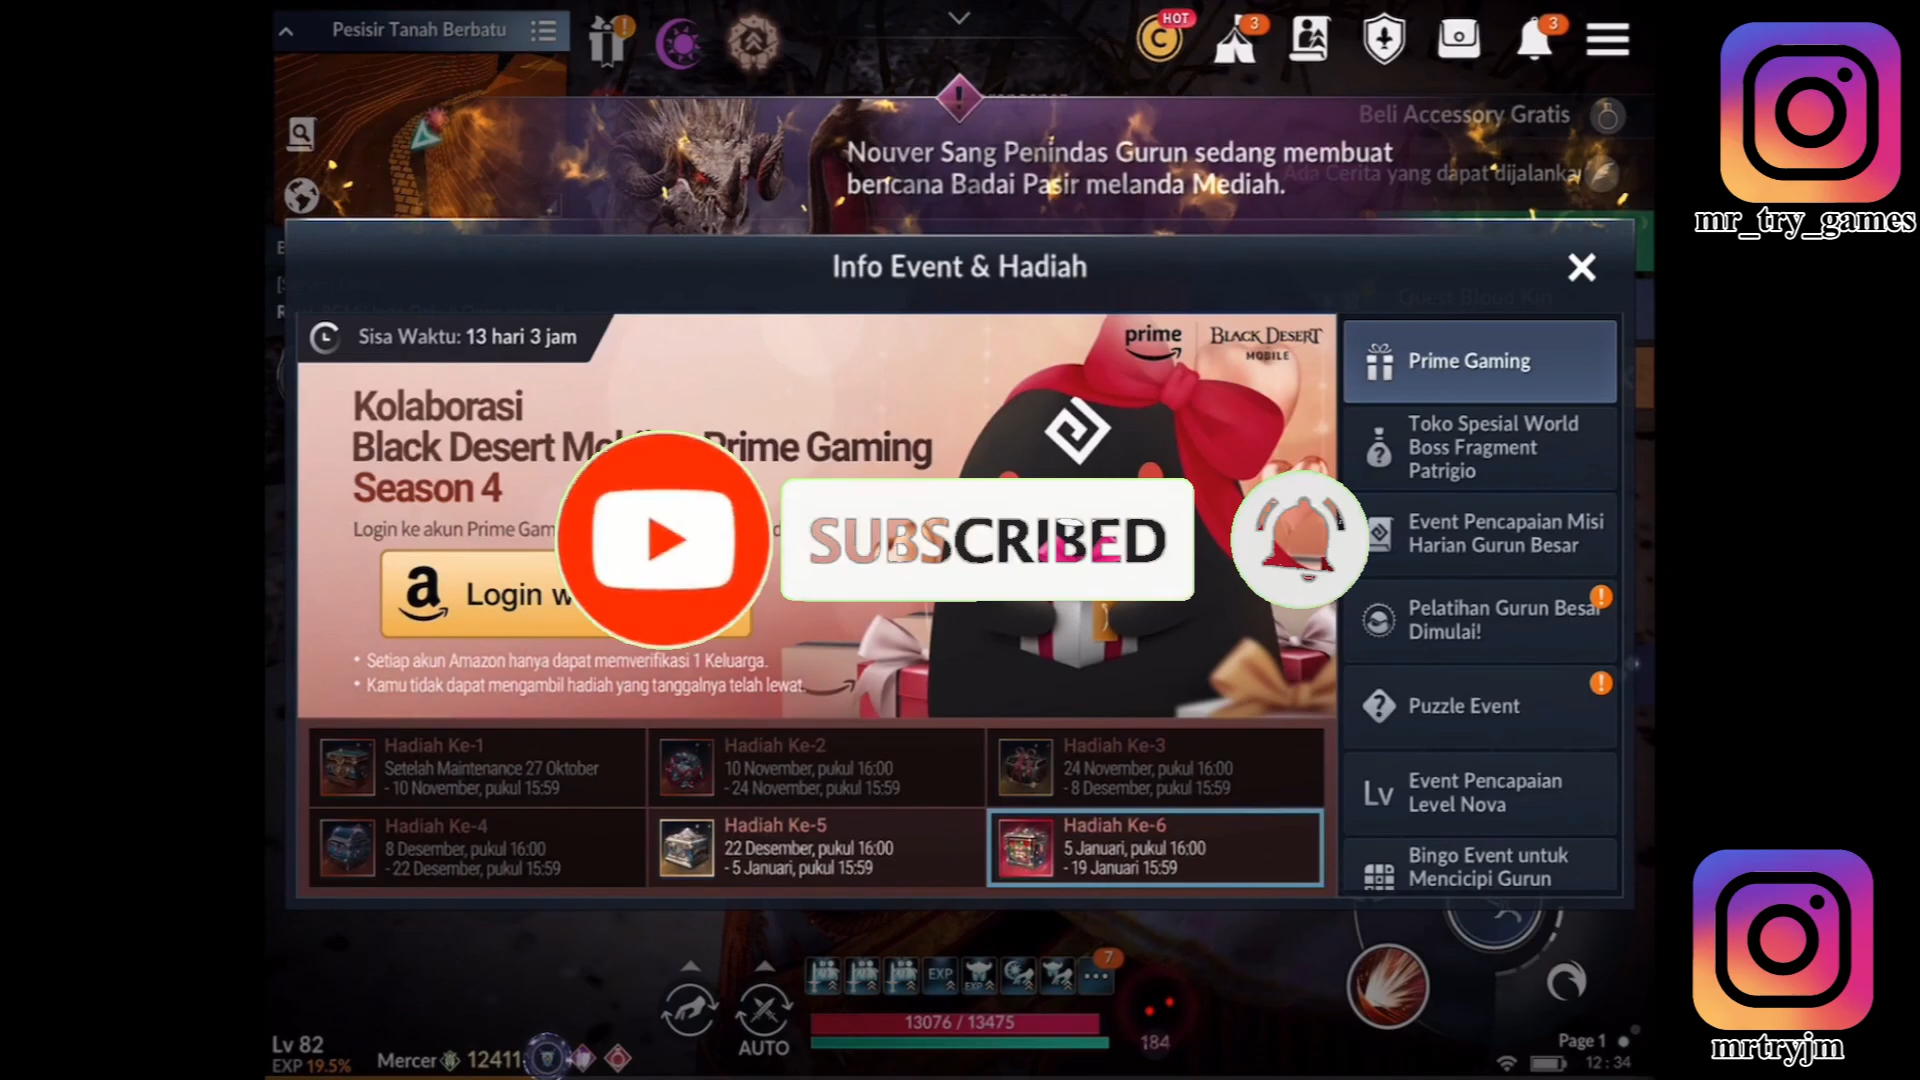 Pesisir Tanah Berbatu
HOT
3
3
Beli Accessory Gratis
Nouver Sang Penindas Gurun sedang membuat
bencana Badai Pasir melanda Mediah.
Ada Cerita yang dapat dijalanka
mr_try_games
Info Event & Hadiah
Sisa Waktu: 13 hari 3 jam
prime
BLACK DESERT
MOBILE
Kolaborasi
Black Desert Prime Gaming
Season 4
Login ke akun Prime
Login
SUBSCRIBED
• Setiap akun Amazon hanya dapat memverifikasi 1 Keluarga.
• Kamu tidak dapat mengambil hadiah yang tanggalnya telah lewat.
Hadiah Ke-1
Setelah Maintenance 27 Oktober
- 10 November, pukul 15:59
Hadiah Ke-2
10 November, pukul 16:00
- 24 November, pukul 15:59
Hadiah Ke-3
24 November, pukul 16:00
- 8 Desember, pukul 15:59
Hadiah Ke-4
8 Desember, pukul 16:00
- 22 Desember, pukul 15:59
Hadiah Ke-5
22 Desember, pukul 16:00
- 5 Januari, pukul 15:59
Hadiah Ke-6
5 Januari, pukul 16:00
- 19 Januari 15:59
Prime Gaming
Toko Spesial World
Boss Fragment
Patrigio
Event Pencapaian Misi
Harian Gurun Besar
Pelatihan Gurun Besar
Dimulai!
Puzzle Event
Lv
Event Pencapaian
Level Nova
Bingo Event untuk
Mencicipi Gurun
7
EXP
EXP
13076 / 13475
184
AUTO
Lv 82
EXP 19.5%
Mercer
12411
Page 1
12:34
mrtryjm